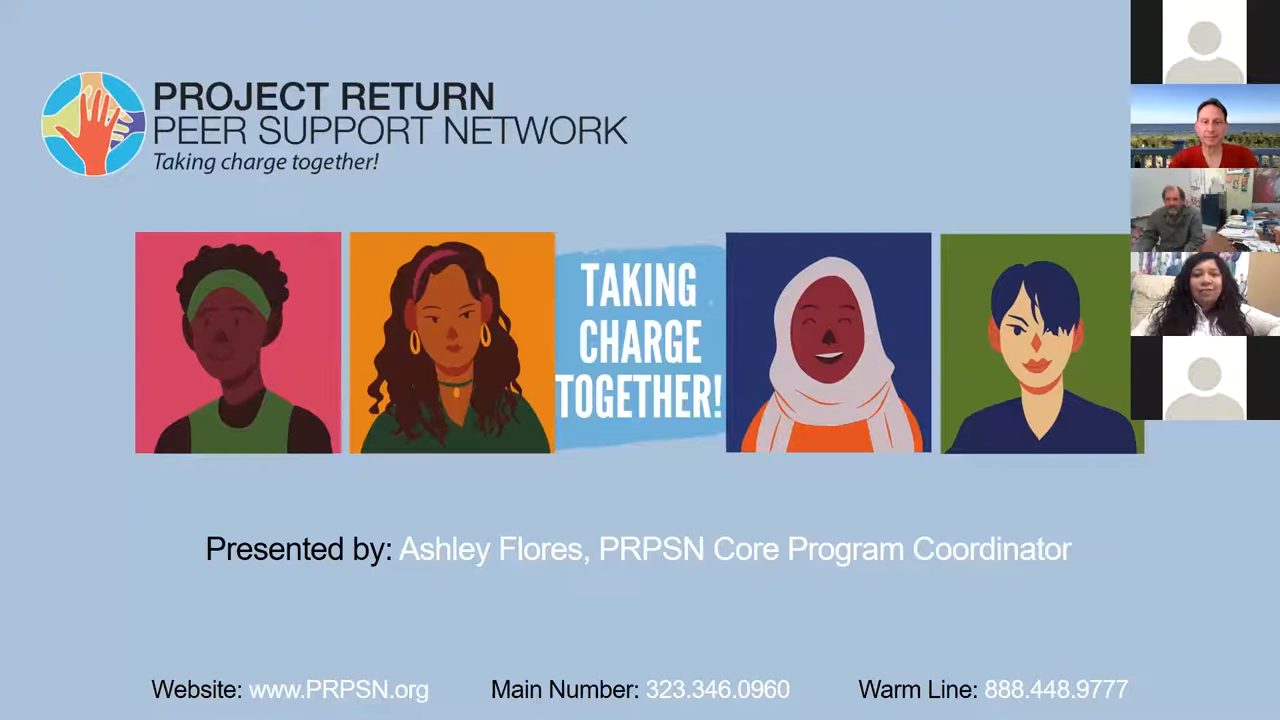 PROJECT RETURN
PEER SUPPORT NETWORK
Taking charge together!
TAKING
CHARGE
TOGETHER!
Presented by: Ashley Flores, PRPSN Core Program Coordinator
Website: www.PRPSN.org Main Number: 323.346.0960 Warm Line: 888.448.9777